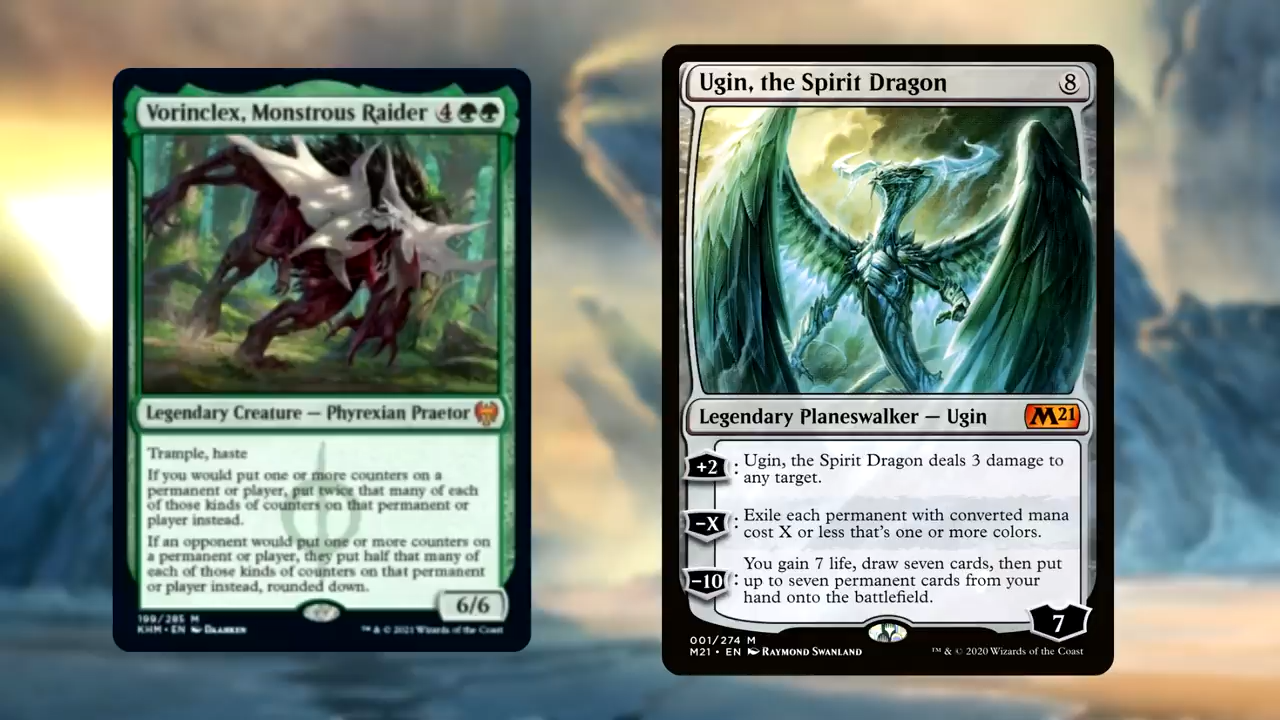 Vorinclex, Monstrous Raider 4
Legendary Creature — Phyrexian Praetor
Trample, haste
If you would put one or more counters on a
permanent or player, put twice that many of each
of those kinds of counters on that permanent or
player instead.
If an opponent would put one or more counters on
a permanent or player, they put half that many of
each of those kinds of counters on that permanent
or player instead, rounded down.
6/6
199/285 M
KHM • EN DAARKEN
™ & © 2021 Wizards of the Coast
Ugin, the Spirit Dragon 8
Legendary Planeswalker — Ugin M21
+2 : Ugin, the Spirit Dragon deals 3 damage to
any target.
−X : Exile each permanent with converted mana
cost X or less that's one or more colors.
You gain 7 life, draw seven cards, then put
−10 : up to seven permanent cards from your
hand onto the battlefield.
7
001/274 M
M21 • EN RAYMOND SWANLAND
™ & © 2020 Wizards of the Coast